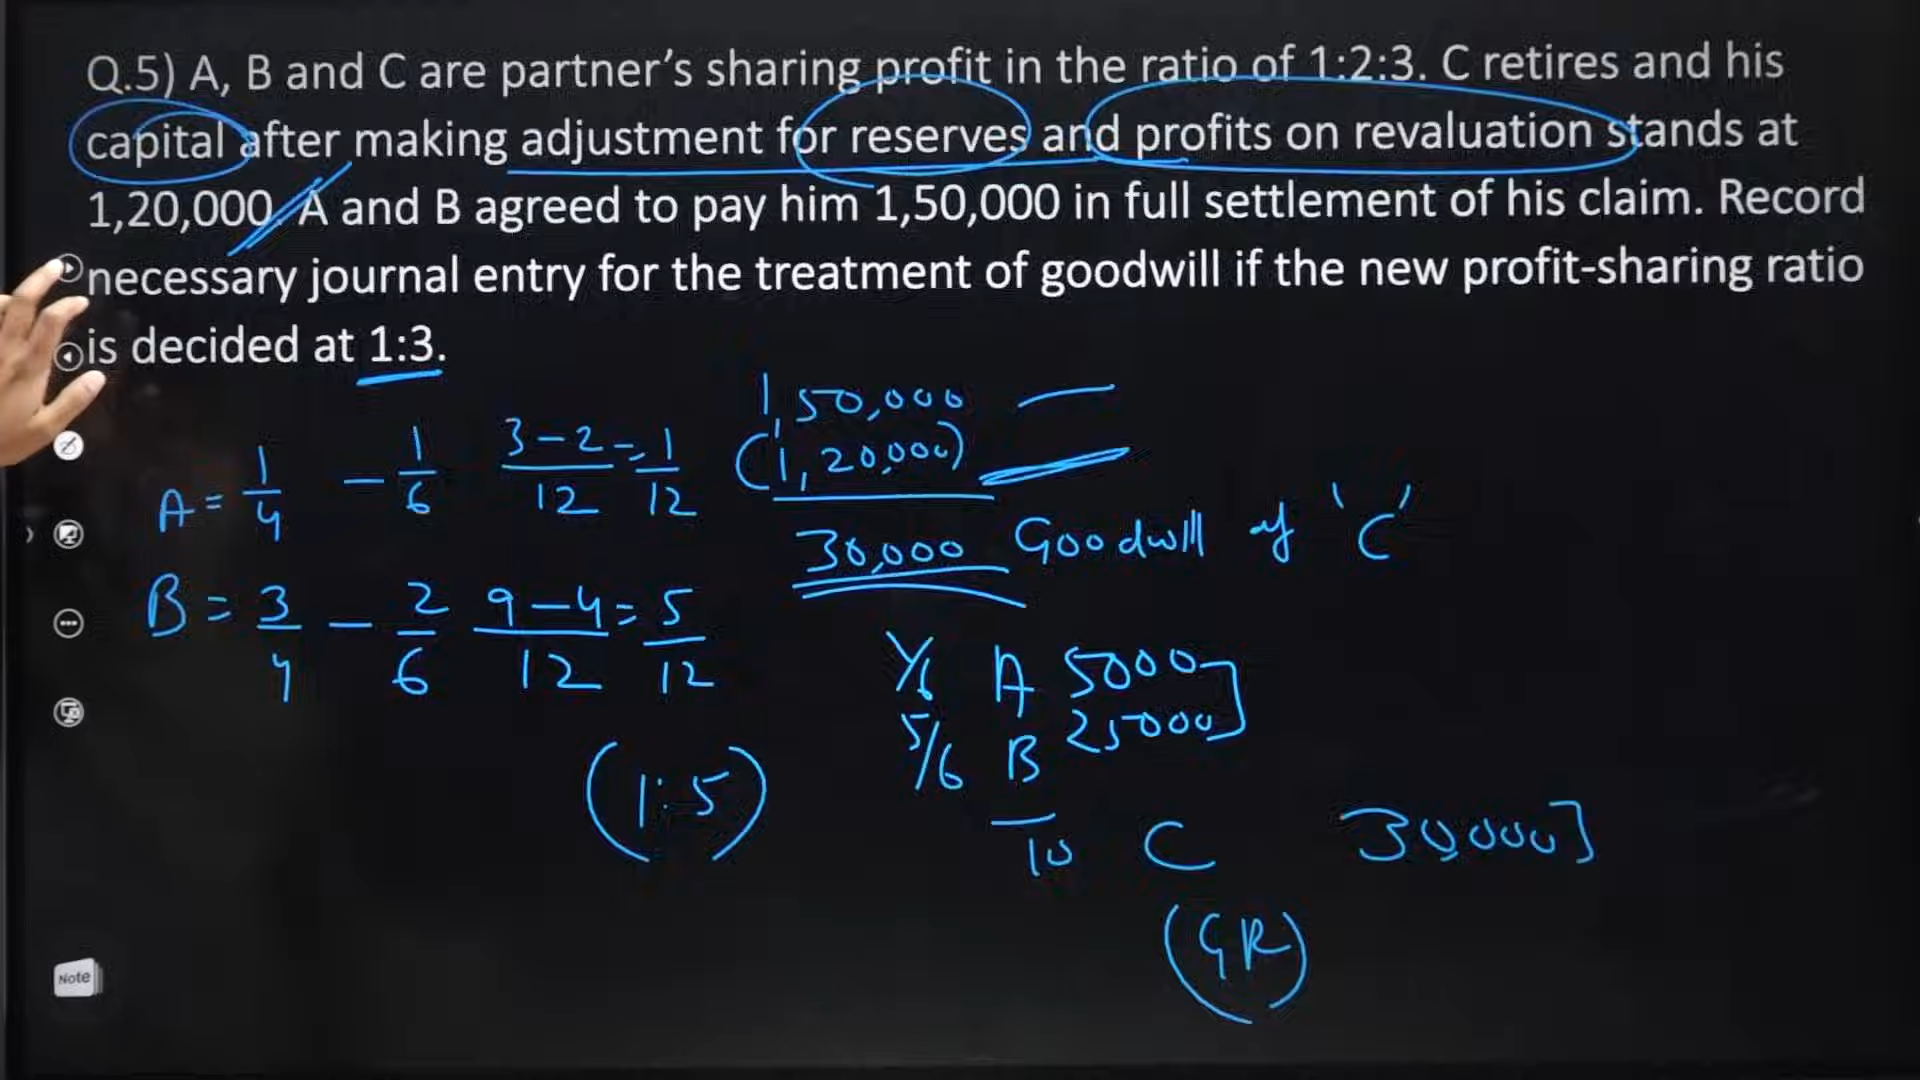 Q.5) A, B and C are partner's sharing profit in the ratio of 1:2:3. C retires and his
capital after making adjustment for reserves and profits on revaluation stands at
1,20,000. A and B agreed to pay him 1,50,000 in full settlement of his claim. Record
necessary journal entry for the treatment of goodwill if the new profit-sharing ratio
is decided at 1:3.
A = 1/4 - 1/6 3-2/12 = 1/12
B = 3/4 - 2/6 9-4/12 = 5/12
(1:5)
1,50,000
(1,20,000)
30,000 Goodwill of 'C'
1/6 A 5000
5/6 B 25000
To C 30,000
(GR)
Note